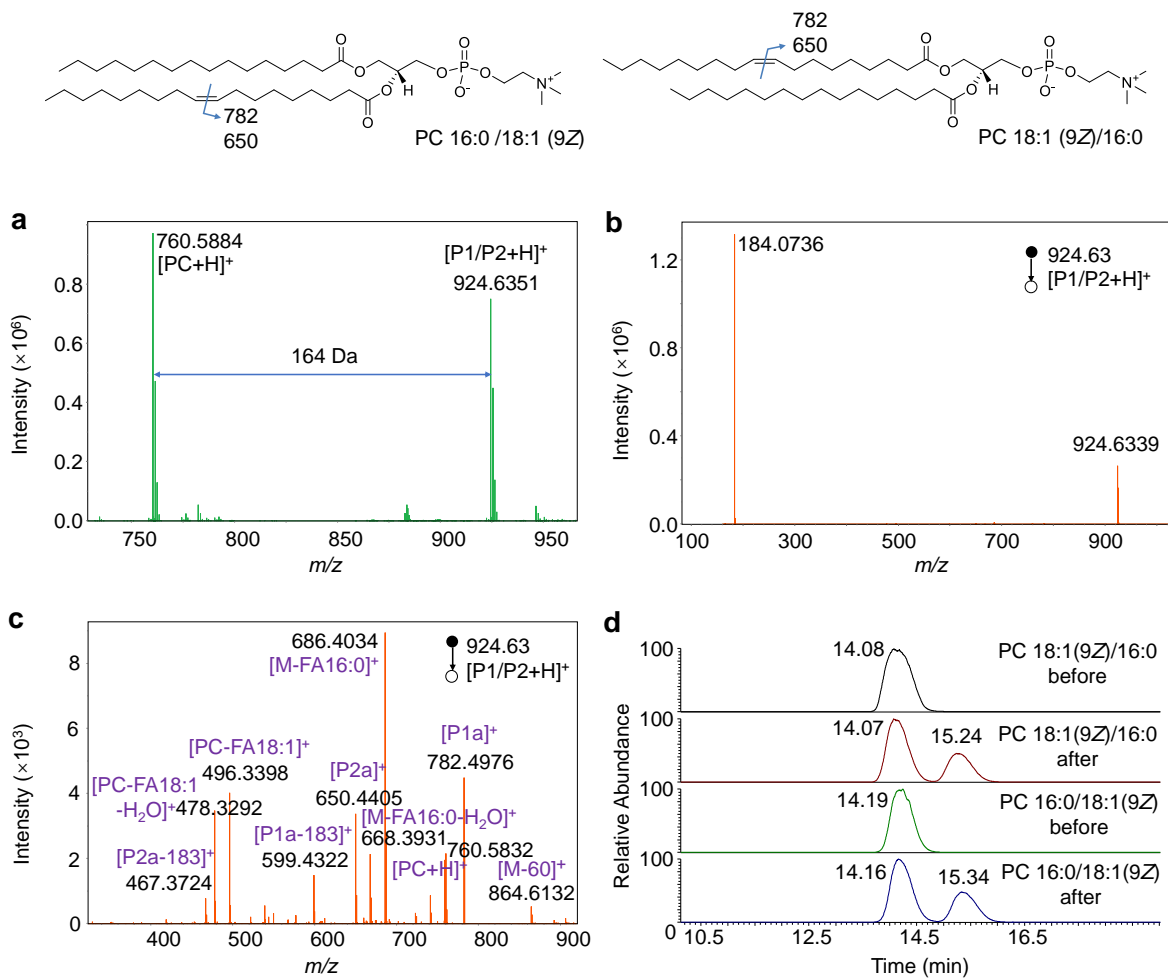 782
650
PC 16:0 /18:1 (9Z)
O
O
O
O
O
P
O
O-
H
N+
782
650
PC 18:1 (9Z)/16:0
O
O
O
O
O
P
O
O-
H
N+
a
760.5884
[PC+H]+
[P1/P2+H]+
924.6351
164 Da
Intensity (×10⁶)
0.8
0.6
0.4
0.2
0.0
750
800
850
900
950
m/z
b
184.0736
924.63
[P1/P2+H]+
924.6339
Intensity (×10⁶)
1.2
1.3
0.4
0.0
100
300
500
700
900
m/z
c
686.4034
[M-FA16:0]+
924.63
[P1/P2+H]+
[P1a]+
782.4976
[PC-FA18:1]+
496.3398
[P2a]+
650.4405
[PC-FA18:1
-H₂O]+
478.3292
[M-FA16:0-H₂O]+
668.3931
760.5832
[P1a-183]+
599.4322
[PC+H]+
[P2a-183]+
467.3724
[M-60]+
864.6132
Intensity (×10³)
8
6
4
2
0
400
500
600
700
800
900
m/z
d
100
14.08
PC 18:1(9Z)/16:0
before
100
14.07
15.24
PC 18:1(9Z)/16:0
after
100
14.19
PC 16:0/18:1(9Z)
before
100
14.16
15.34
PC 16:0/18:1(9Z)
after
Relative Abundance
0
10.5
12.5
14.5
16.5
Time (min)